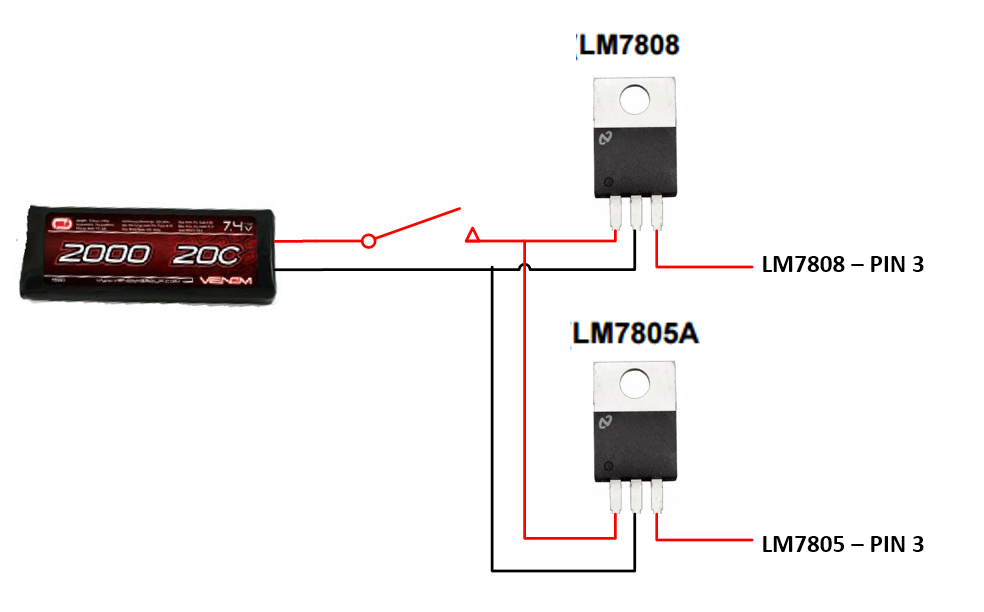 LM7808
7.4V
2000 20C
VENOM
LM7808 – PIN 3
LM7805A
LM7805 – PIN 3